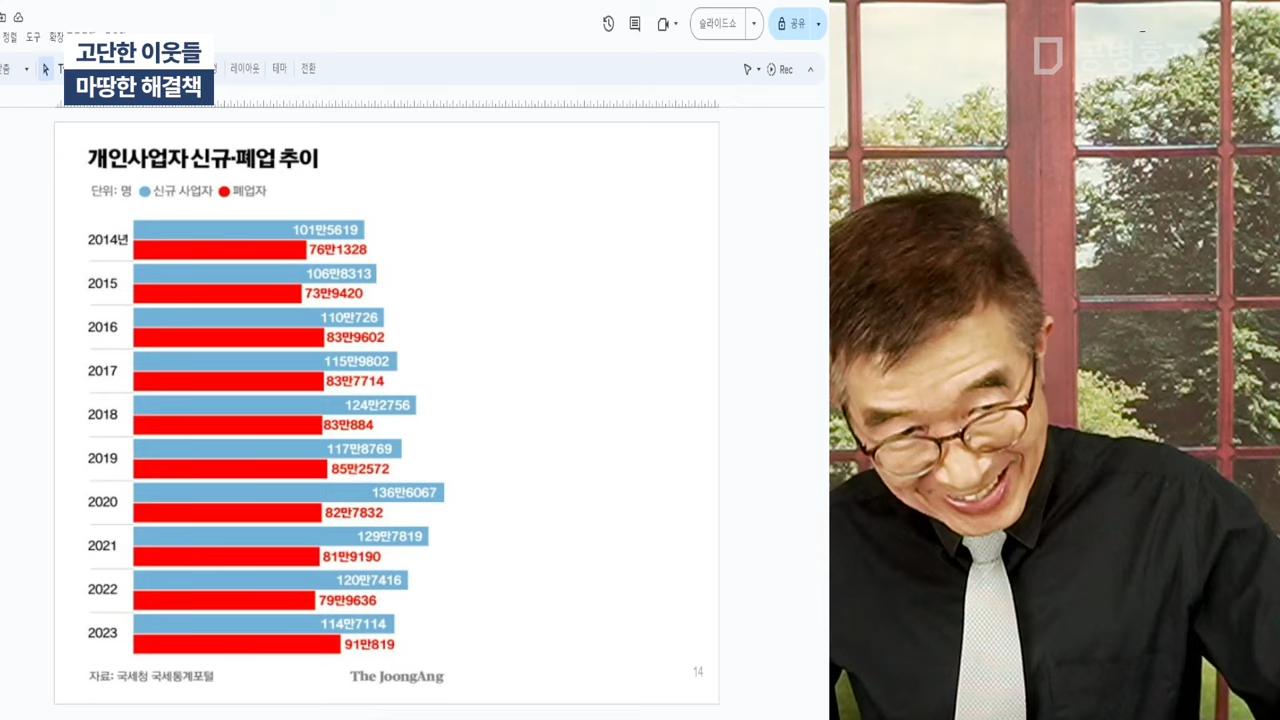 슬라이드쇼
공유
정렬 도구
고단한 이웃들
마땅한 해결책
레이아웃 테마 전환
Rec
개인사업자 신규·폐업 추이
단위: 명 신규 사업자 폐업자
2014년 101만5619
76만1328
2015 106만8313
73만9420
2016 110만726
83만9602
2017 115만9802
83만7714
2018 124만2756
83만884
2019 117만8769
85만2572
2020 136만6067
82만7832
2021 129만7819
81만9190
2022 120만7416
79만9636
2023 114만7114
91만819
자료: 국세청 국세통계포털 The JoongAng
14